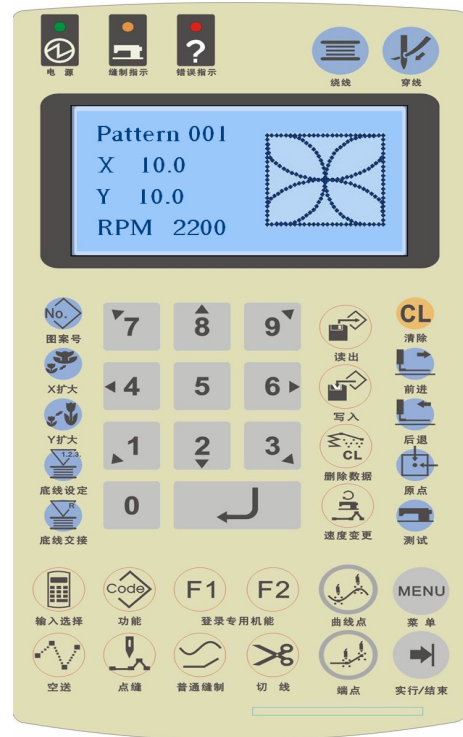 ?
电 源
缝制指示
错误指示
绕线
穿线
Pattern 001
X 10.0
Y 10.0
RPM 2200
No.
图案号
7
8
9
读出
CL
清除
X扩大
4
5
6
写入
前进
Y扩大
1
2
3
CL
删除数据
后退
1.2.3.
底线设定
0
速度变更
原点
R
底线交接
测试
输入选择
Code
功能
F1
F2
登录专用机能
曲线点
MENU
菜 单
空送
点缝
普通缝制
切 线
端点
实行/结束